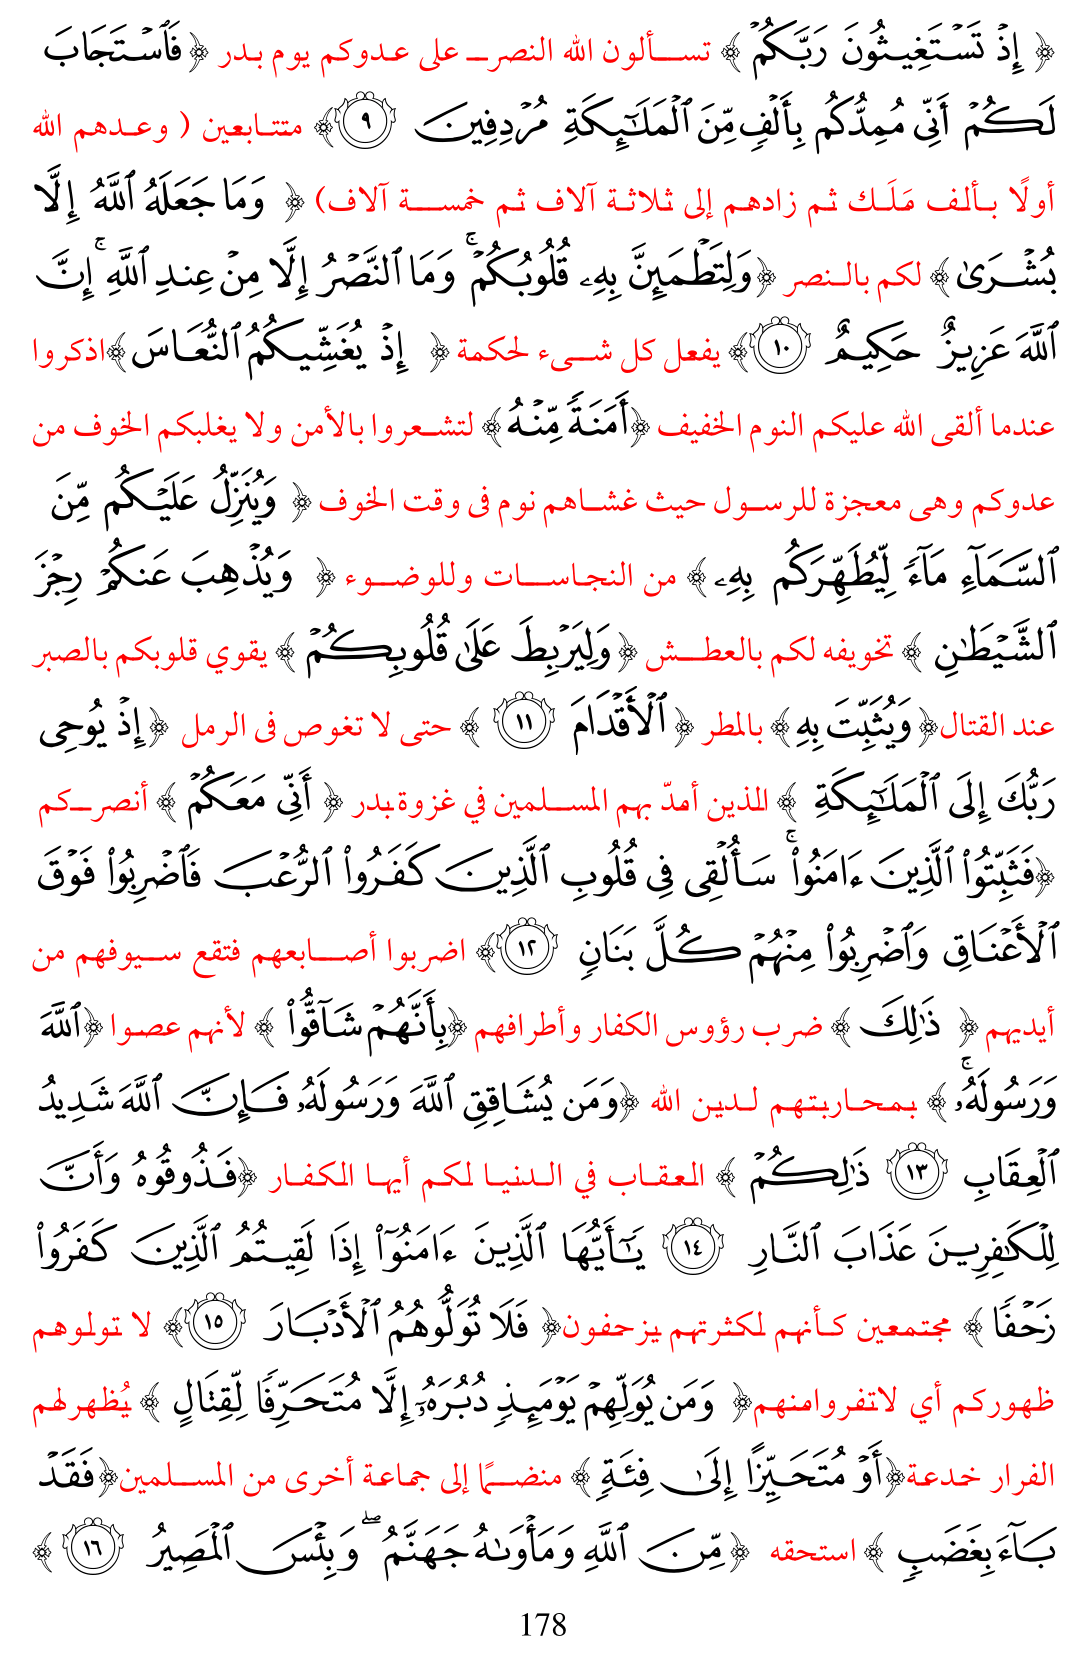 ﴿ إِذْ تَسْتَغِيثُونَ رَبَّكُمْ ﴾ تســألون الله النصر على عدوكم يوم بدر ﴿ فَٱسْتَجَابَ
لَكُمْ أَنِّى مُمِدُّكُم بِأَلْفٍ مِّنَ ٱلْمَلَـٰٓئِكَةِ مُرْدِفِينَ ٩ ﴾ متتابعين ( وعدهم الله
أولًا بألف مَلَك ثم زادهم إلى ثلاثة آلاف ثم خمسة آلاف) ﴿ وَمَا جَعَلَهُ ٱللَّهُ إِلَّا
بُشْرَىٰ ﴾ لكم بالنصر ﴿ وَلِتَطْمَئِنَّ بِهِۦ قُلُوبُكُمْ ۚ وَمَا ٱلنَّصْرُ إِلَّا مِنْ عِندِ ٱللَّهِ ۚ إِنَّ
ٱللَّهَ عَزِيزٌ حَكِيمٌ ١٠ ﴾ يفعل كل شىء لحكمة ﴿ إِذْ يُغَشِّيكُمُ ٱلنُّعَاسَ ﴾ اذكروا
عندما ألقى الله عليكم النوم الخفيف ﴿ أَمَنَةً مِّنْهُ ﴾ لتشعروا بالأمن ولا يغلبكم الخوف من
عدوكم وهى معجزة للرسول حيث غشاهم نوم فى وقت الخوف ﴿ وَيُنَزِّلُ عَلَيْكُم مِّنَ
ٱلسَّمَآءِ مَآءً لِّيُطَهِّرَكُم بِهِۦ ﴾ من النجاسات وللوضوء ﴿ وَيُذْهِبَ عَنكُمْ رِجْزَ
ٱلشَّيْطَـٰنِ ﴾ تخويفه لكم بالعطش ﴿ وَلِيَرْبِطَ عَلَىٰ قُلُوبِكُمْ ﴾ يقوي قلوبكم بالصبر
عند القتال ﴿ وَيُثَبِّتَ بِهِ ﴾ بالمطر ﴿ ٱلْأَقْدَامَ ١١ ﴾ حتى لا تغوص فى الرمل ﴿ إِذْ يُوحِى
رَبُّكَ إِلَى ٱلْمَلَـٰٓئِكَةِ ﴾ الذين أمدّ بهم المسلمين في غزوة بدر ﴿ أَنِّى مَعَكُمْ ﴾ أنصركم
﴿ فَثَبِّتُوا۟ ٱلَّذِينَ ءَامَنُوا۟ ۚ سَأُلْقِى فِى قُلُوبِ ٱلَّذِينَ كَفَرُوا۟ ٱلرُّعْبَ فَٱضْرِبُوا۟ فَوْقَ
ٱلْأَعْنَاقِ وَٱضْرِبُوا۟ مِنْهُمْ كُلَّ بَنَانٍ ١٢ ﴾ اضربوا أصابعهم فتقع سيوفهم من
أيديهم ﴿ ذَٰلِكَ ﴾ ضرب رؤوس الكفار وأطرافهم ﴿ بِأَنَّهُمْ شَآقُّوا۟ ﴾ لأنهم عصوا ﴿ ٱللَّهَ
وَرَسُولَهُۥ ۚ ﴾ بمحاربتهم لدين الله ﴿ وَمَن يُشَاقِقِ ٱللَّهَ وَرَسُولَهُۥ فَإِنَّ ٱللَّهَ شَدِيدُ
ٱلْعِقَابِ ١٣ ذَٰلِكُمْ ﴾ العقاب في الدنيا لكم أيها الكفار ﴿ فَذُوقُوهُ وَأَنَّ
لِلْكَـٰفِرِينَ عَذَابَ ٱلنَّارِ ١٤ يَـٰٓأَيُّهَا ٱلَّذِينَ ءَامَنُوٓا۟ إِذَا لَقِيتُمُ ٱلَّذِينَ كَفَرُوا۟
زَحْفًا ﴾ مجتمعين كأنهم لكثرتهم يزحفون ﴿ فَلَا تُوَلُّوهُمُ ٱلْأَدْبَارَ ١٥ ﴾ لا تولوهم
ظهوركم أي لاتفروامنهم ﴿ وَمَن يُوَلِّهِمْ يَوْمَئِذٍ دُبُرَهُۥٓ إِلَّا مُتَحَرِّفًا لِّقِتَالٍ ﴾ يُظهرلهم
الفرار خدعة ﴿ أَوْ مُتَحَيِّزًا إِلَىٰ فِئَةٍ ﴾ منضمًا إلى جماعة أخرى من المسلمين ﴿ فَقَدْ
بَآءَ بِغَضَبٍ ﴾ استحقه ﴿ مِّنَ ٱللَّهِ وَمَأْوَىٰهُ جَهَنَّمُ ۖ وَبِئْسَ ٱلْمَصِيرُ ١٦ ﴾
178